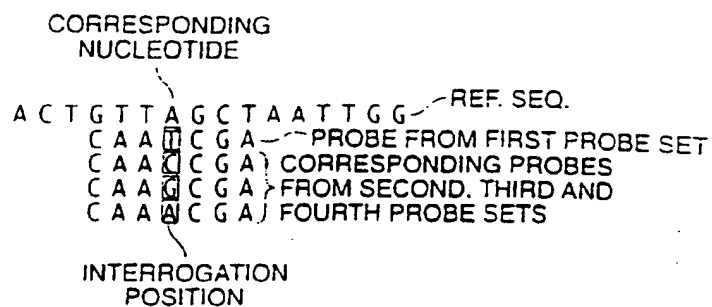 CORRESPONDING
NUCLEOTIDE
A C T G T T A G C T A A T T G G REF. SEQ.
C A A T C G A PROBE FROM FIRST PROBE SET
C A A C C G A CORRESPONDING PROBES
C A A G C G A FROM SECOND. THIRD AND
C A A A C G A FOURTH PROBE SETS
INTERROGATION
POSITION